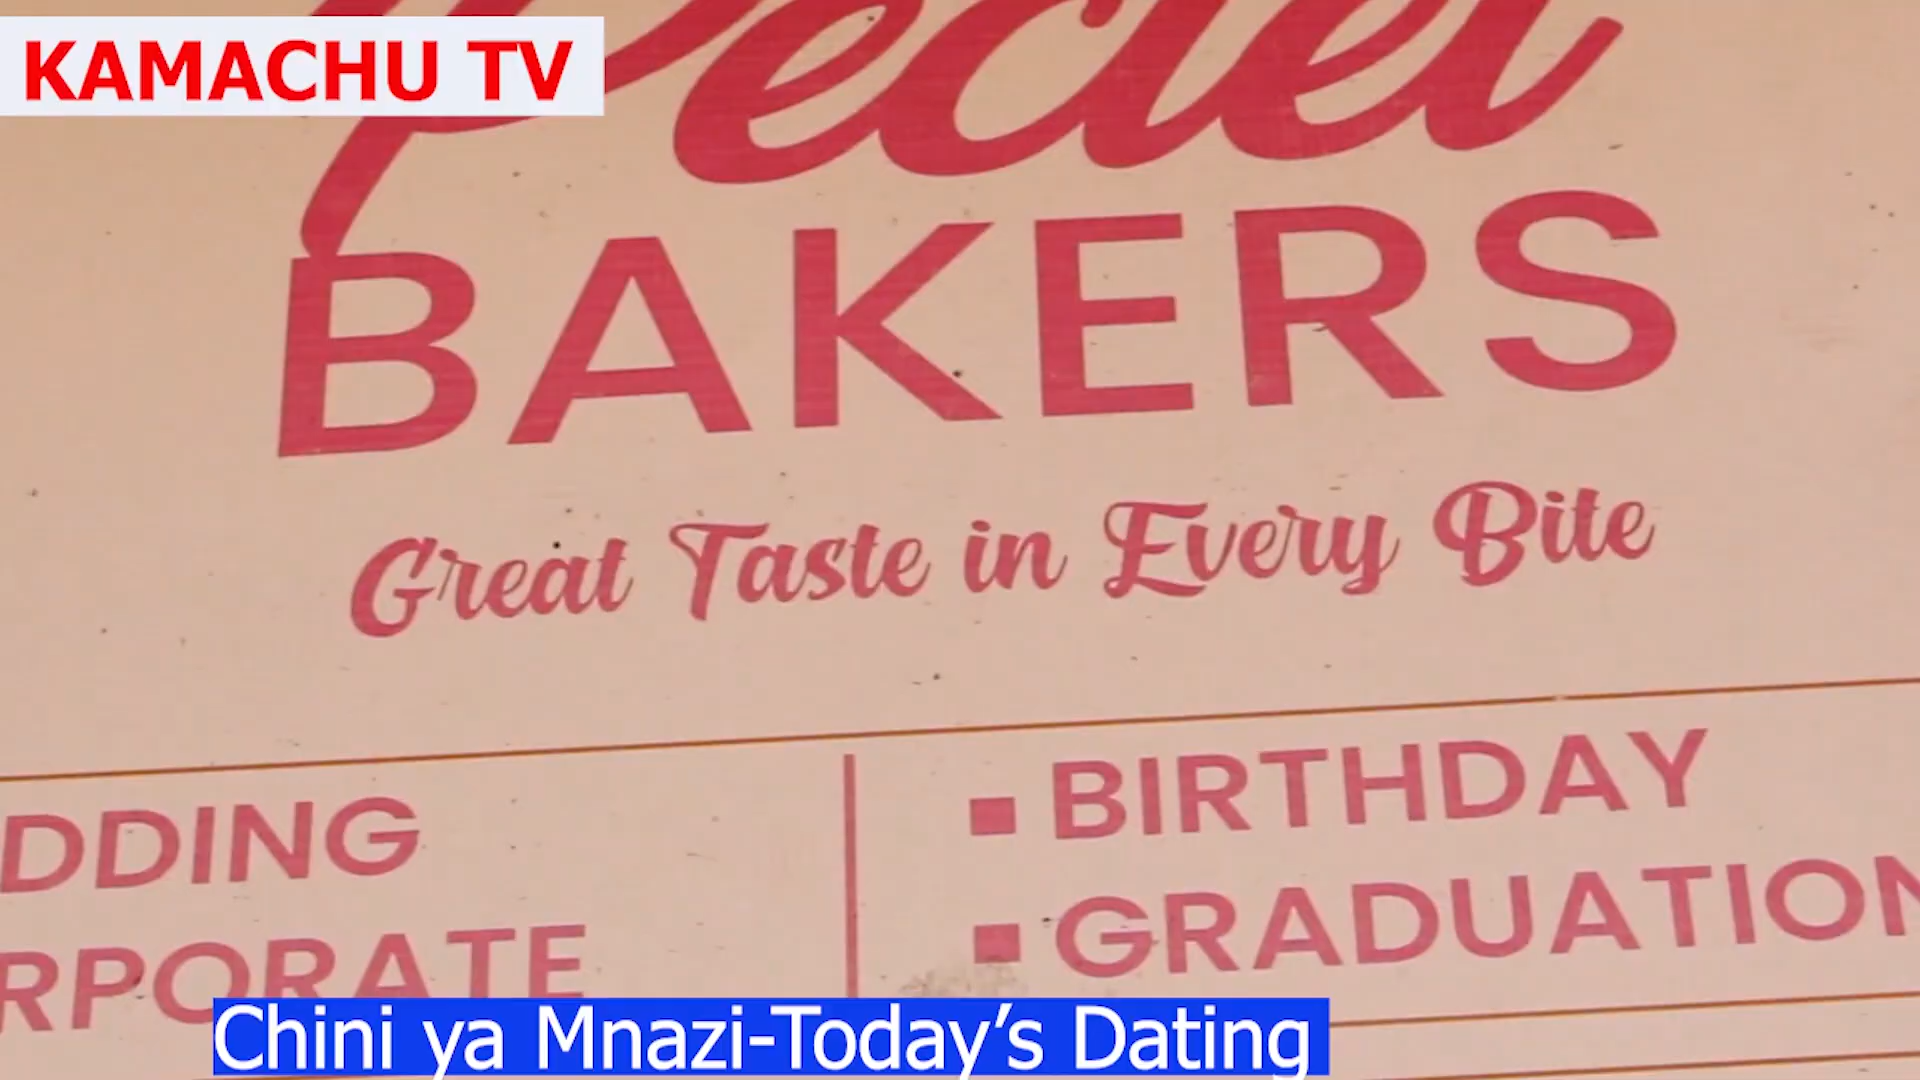 KAMACHU TV
BAKERS
Great Taste in Every Bite
DDING
RPORATE
▪ BIRTHDAY
▪ GRADUATION
Chini ya Mnazi-Today’s Dating